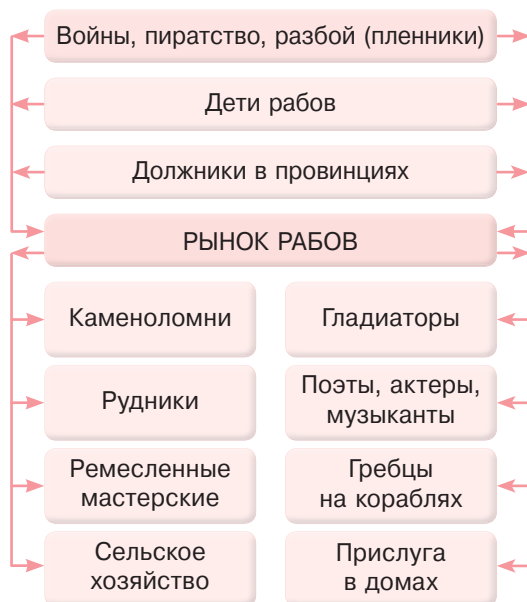 Войны, пиратство, разбой (пленники)
Дети рабов
Должники в провинциях
РЫНОК РАБОВ
Каменоломни
Гладиаторы
Рудники
Поэты, актеры,
музыканты
Ремесленные
мастерские
Гребцы
на кораблях
Сельское
хозяйство
Прислуга
в домах